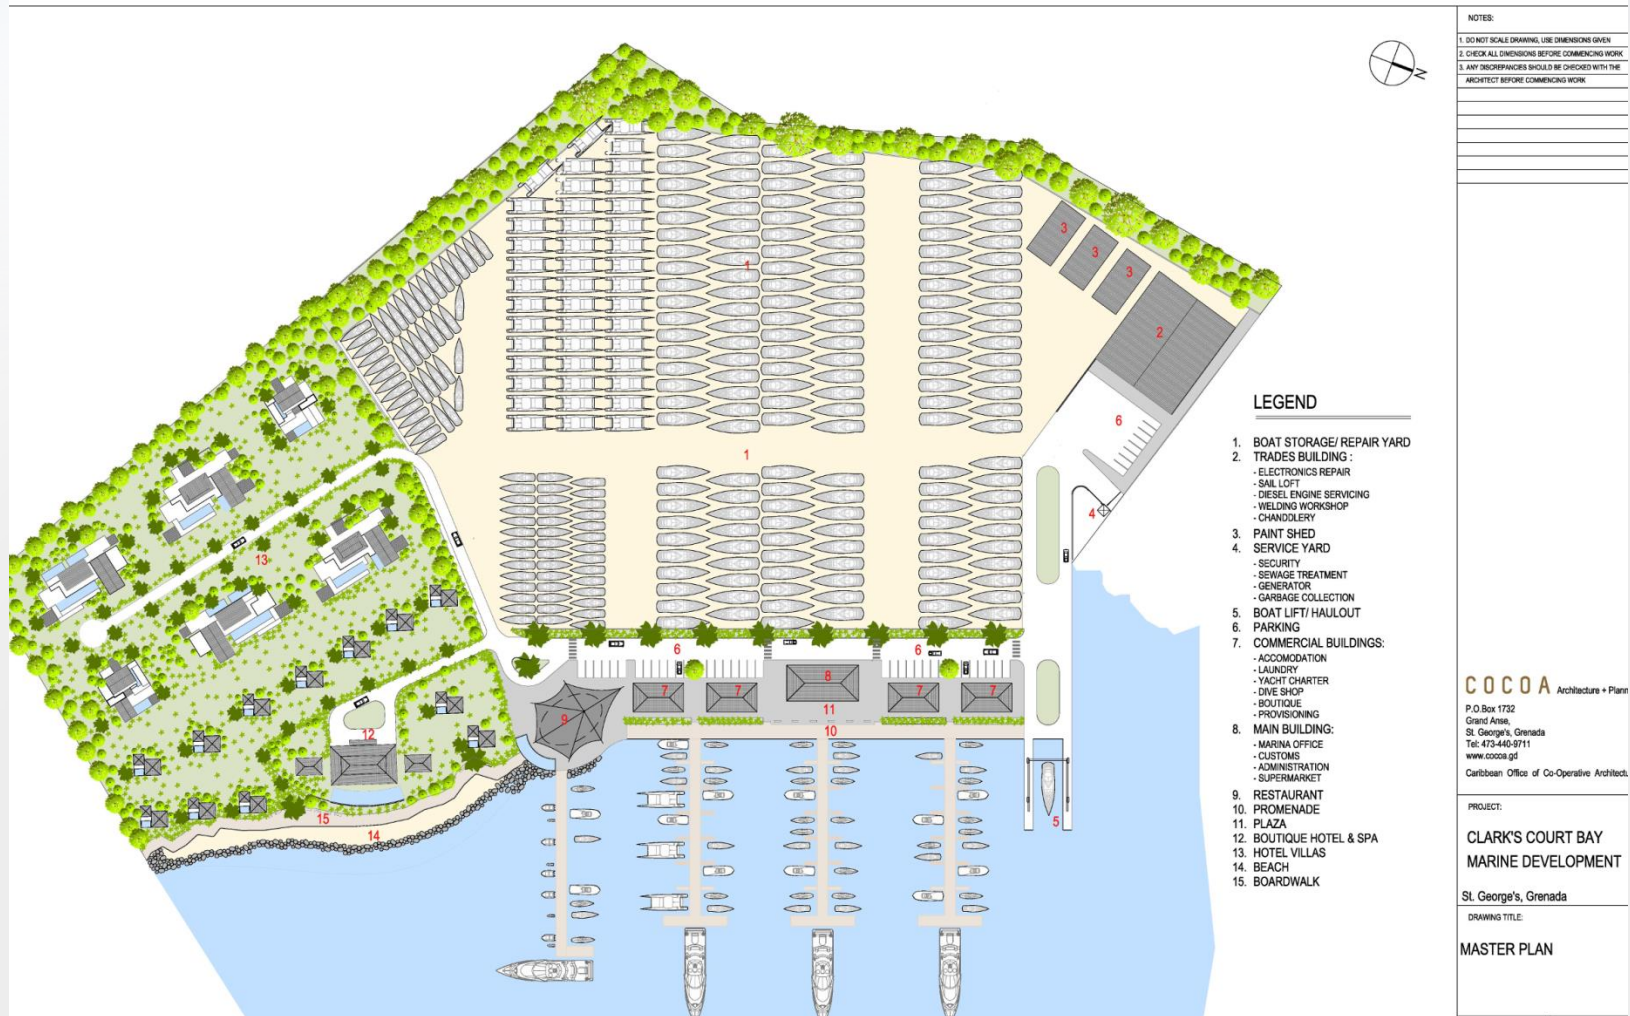 NOTES:
1. DO NOT SCALE DRAWING, USE DIMENSIONS GIVEN
2. CHECK ALL DIMENSIONS BEFORE COMMENCING WORK
3. ANY DISCREPANCIES SHOULD BE CHECKED WITH THE
ARCHITECT BEFORE COMMENCING WORK
N
1
3
3
3
2
6
1
4
13
6
6
8
7
7
7
7
9
11
10
12
15
14
5
LEGEND
1. BOAT STORAGE/ REPAIR YARD
2. TRADES BUILDING :
- ELECTRONICS REPAIR
- SAIL LOFT
- DIESEL ENGINE SERVICING
- WELDING WORKSHOP
- CHANDDLERY
3. PAINT SHED
4. SERVICE YARD
- SECURITY
- SEWAGE TREATMENT
- GENERATOR
- GARBAGE COLLECTION
5. BOAT LIFT/ HAULOUT
6. PARKING
7. COMMERCIAL BUILDINGS:
- ACCOMODATION
- LAUNDRY
- YACHT CHARTER
- DIVE SHOP
- BOUTIQUE
- PROVISIONING
8. MAIN BUILDING:
- MARINA OFFICE
- CUSTOMS
- ADMINISTRATION
- SUPERMARKET
9. RESTAURANT
10. PROMENADE
11. PLAZA
12. BOUTIQUE HOTEL & SPA
13. HOTEL VILLAS
14. BEACH
15. BOARDWALK
COCOA Architecture + Plann
P.O.Box 1732
Grand Anse,
St. George's, Grenada
Tel: 473-440-9711
www.cocoa.gd
Caribbean Office of Co-Operative Architectu
PROJECT:
CLARK'S COURT BAY
MARINE DEVELOPMENT
St. George's, Grenada
DRAWING TITLE:
MASTER PLAN